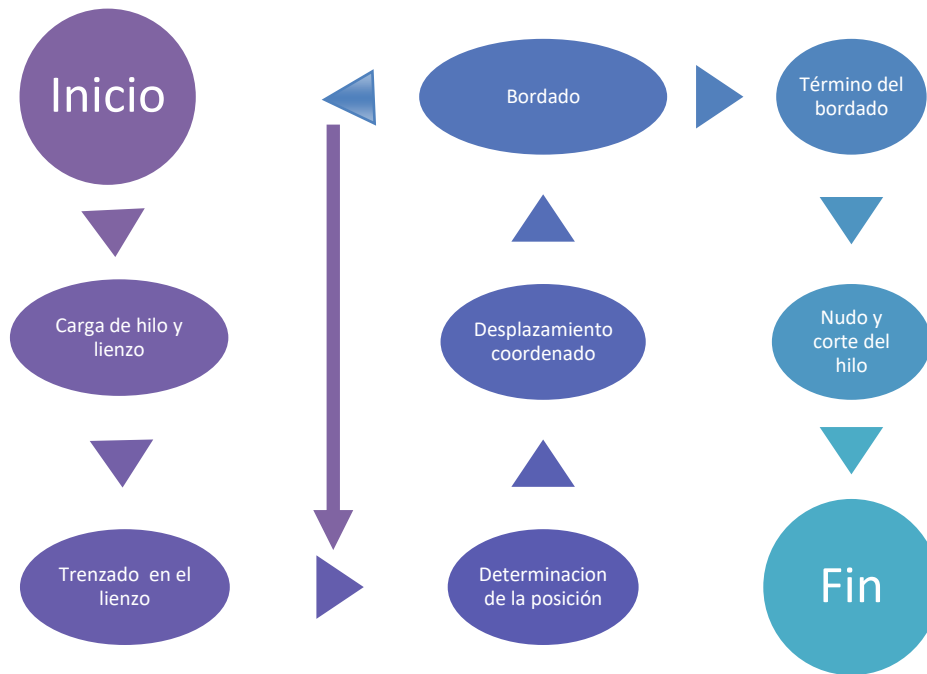 Inicio
Carga de hilo y
lienzo
Trenzado  en el
lienzo
Determinacion
de la posición
Desplazamiento
coordenado
Bordado
Término del
bordado
Nudo y
corte del
hilo
Fin